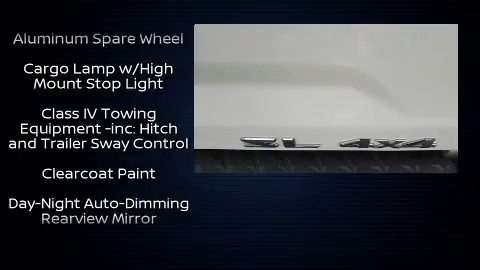 Aluminum Spare Wheel
Cargo Lamp w/High
Mount Stop Light
Class IV Towing
Equipment -inc: Hitch
and Trailer Sway Control
Clearcoat Paint
Day-Night Auto-Dimming
Rearview Mirror
SL 4X4